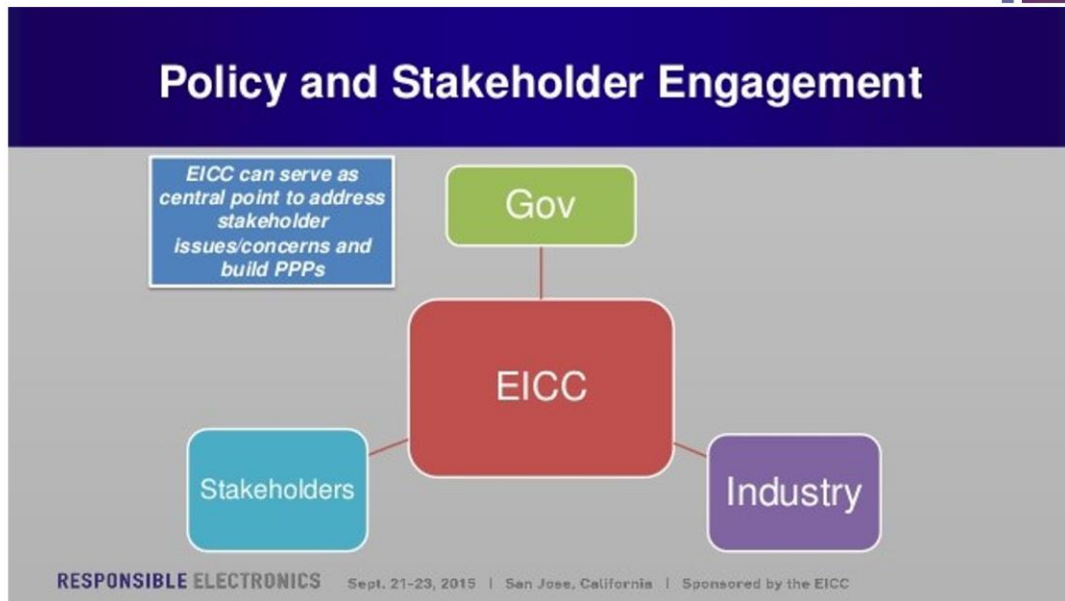 Policy and Stakeholder Engagement
EICC can serve as
central point to address
stakeholder
issues/concerns and
build PPPs
Gov
EICC
Stakeholders
Industry
RESPONSIBLE ELECTRONICS Sept. 21-23, 2015 | San Jose, California | Sponsored by the EICC